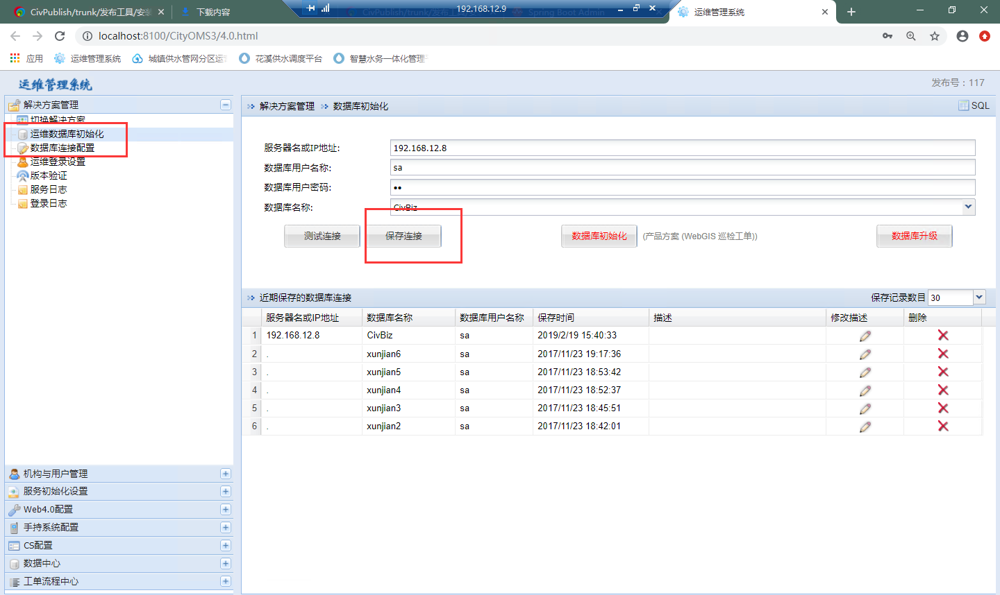 CivPublish/trunk/发布工具/安装
下载内容
192.168.12.9
CivPublish/trunk/发布工具/
Spring Boot Admin
运维管理系统
localhost:8100/CityOMS3/4.0.html
应用
运维管理系统
城镇供水管网分区运
花溪供水调度平台
智慧水务一体化管理
运维管理系统
发布号：117
解决方案管理
切换解决方案
运维数据库初始化
数据库连接配置
运维登录设置
版本验证
服务日志
登录日志
机构与用户管理
服务初始化设置
Web4.0配置
手持系统配置
CS配置
数据中心
工单流程中心
解决方案管理 数据库初始化
SQL
服务器名或IP地址: 192.168.12.8
数据库用户名称: sa
数据库用户密码: ••
数据库名称: CivBiz
测试连接 保存连接 数据库初始化 (产品方案 (WebGIS 巡检工单)) 数据库升级
近期保存的数据库连接 保存记录数目 30
服务器名或IP地址 数据库名称 数据库用户名称 保存时间 描述 修改描述 删除
1 192.168.12.8 CivBiz sa 2019/2/19 15:40:33
2 . xunjian6 sa 2017/11/23 19:17:36
3 . xunjian5 sa 2017/11/23 18:53:42
4 . xunjian4 sa 2017/11/23 18:52:37
5 . xunjian3 sa 2017/11/23 18:45:51
6 . xunjian2 sa 2017/11/23 18:42:01